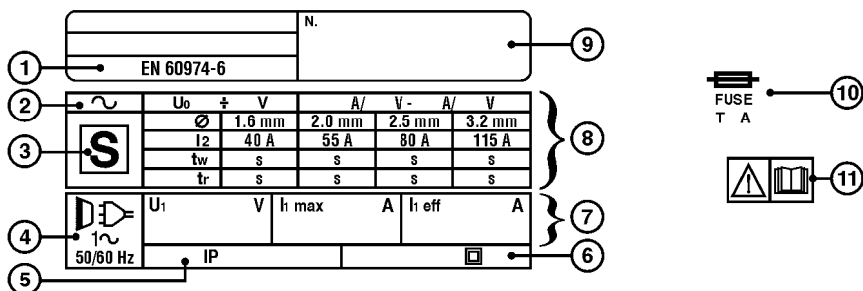 N.
9
1
EN 60974-6
2
~ U0 ÷ V A/ V - A/ V
Ø 1.6 mm 2.0 mm 2.5 mm 3.2 mm
3
S
I2 40 A 55 A 80 A 115 A
8
tw s s s s
tr s s s s
4
1~
50/60 Hz
U1 V I1 max A I1 eff A
7
5
IP
6
10
FUSE
T A
11